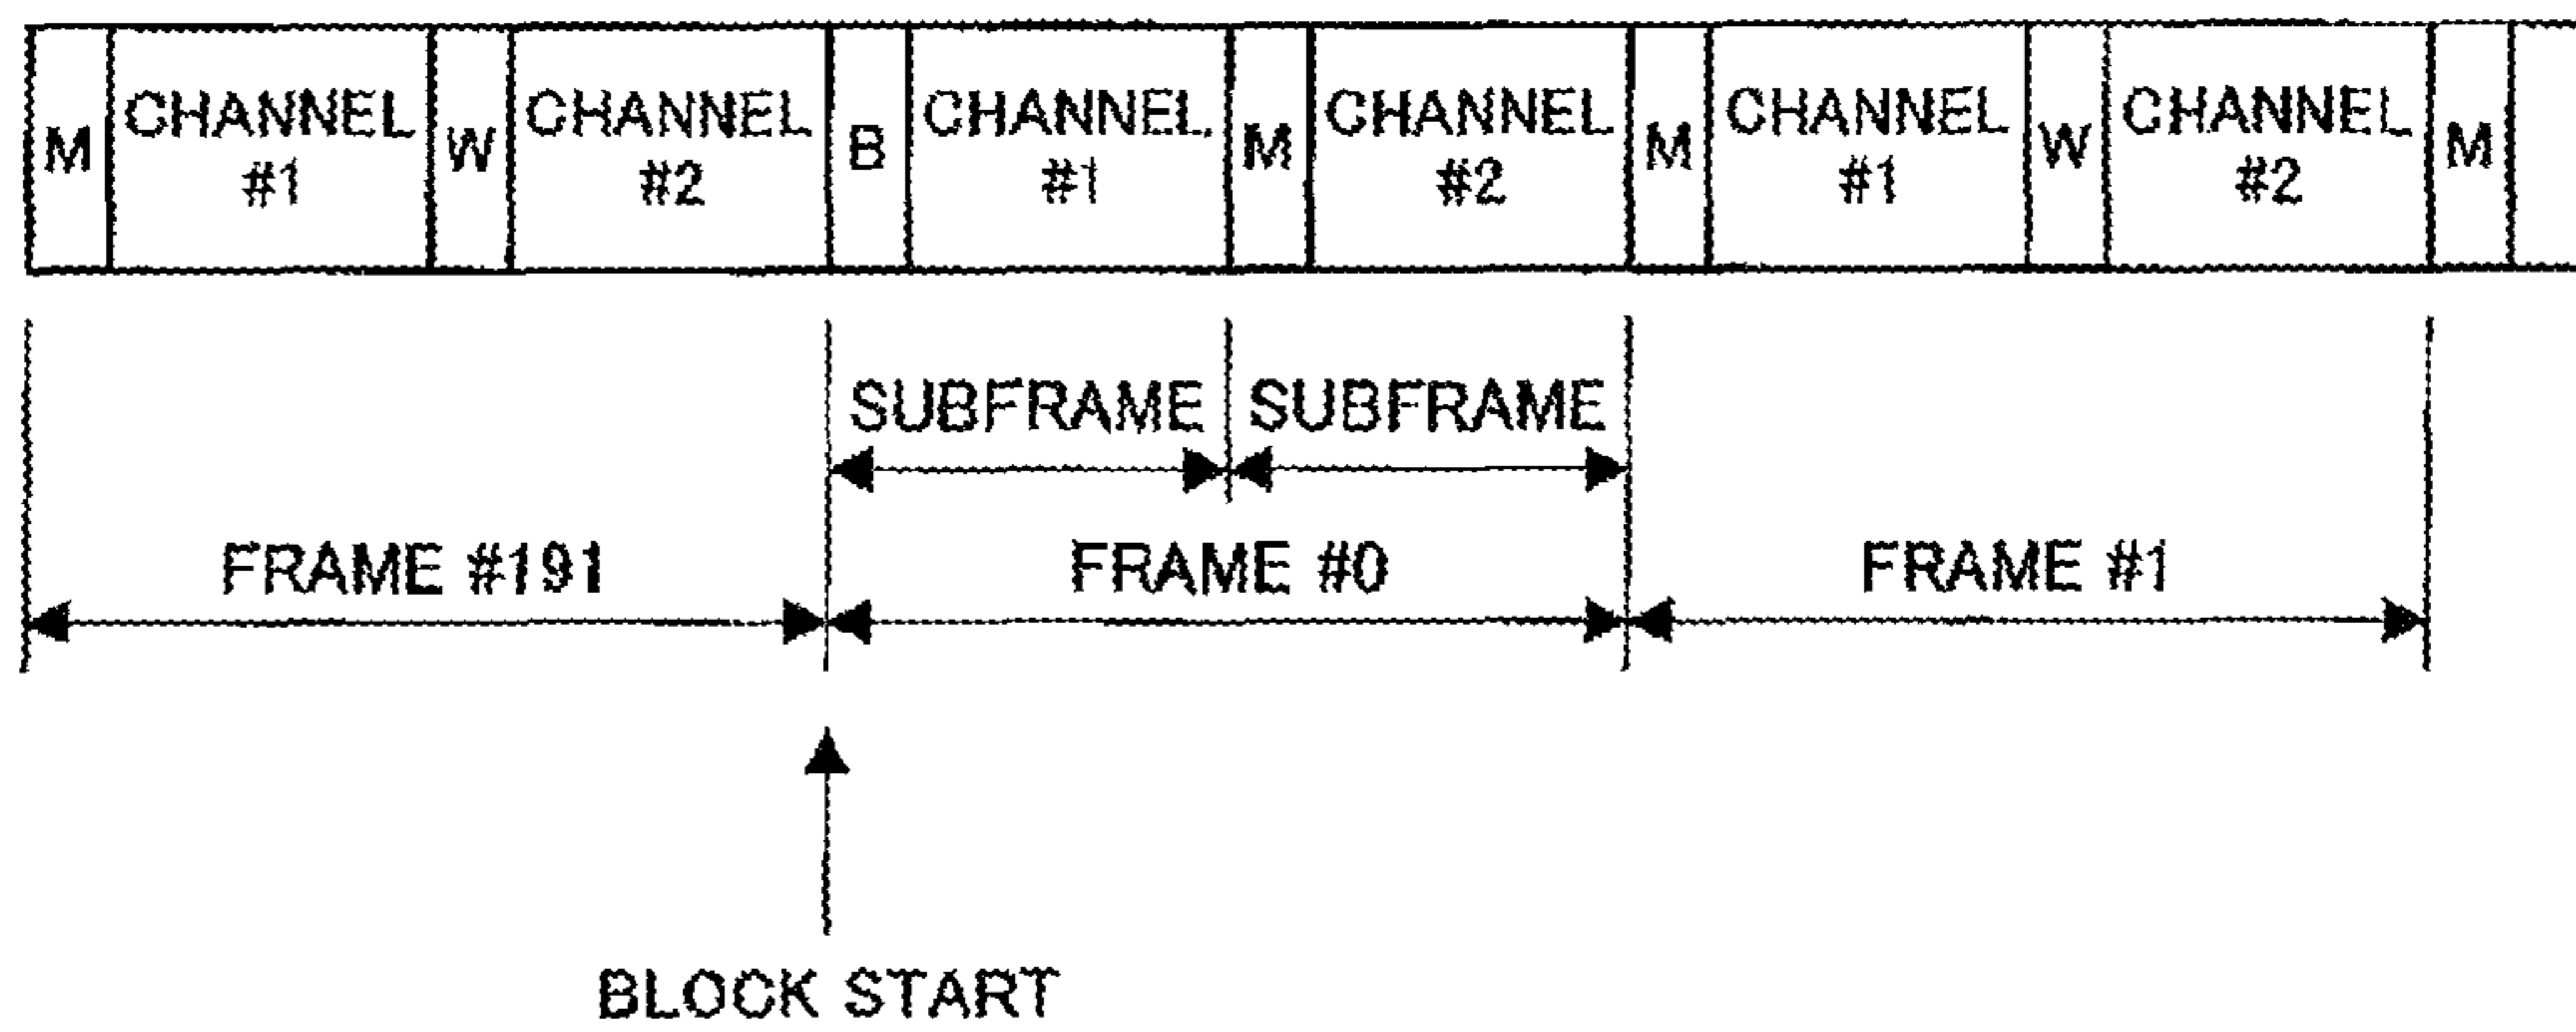 M CHANNEL #1 W CHANNEL #2 B CHANNEL #1 M CHANNEL #2 M CHANNEL #1 W CHANNEL #2 M
SUBFRAME SUBFRAME
FRAME #191 FRAME #0 FRAME #1
BLOCK START